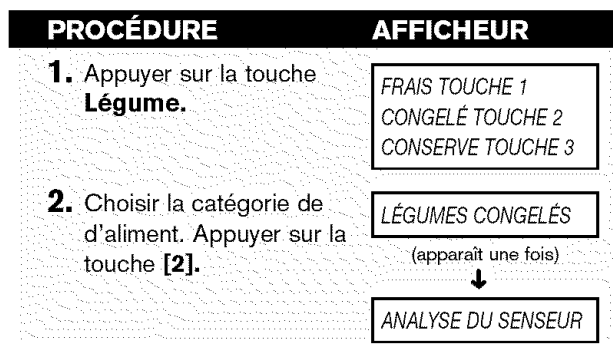 PROCÉDURE AFFICHEUR
1. Appuyer sur la touche
Légume.
FRAIS TOUCHE 1
CONGELÉ TOUCHE 2
CONSERVE TOUCHE 3
2. Choisir la catégorie de
d'aliment. Appuyer sur la
touche [2].
LÉGUMES CONGELÉS
(apparaît une fois)
ANALYSE DU SENSEUR